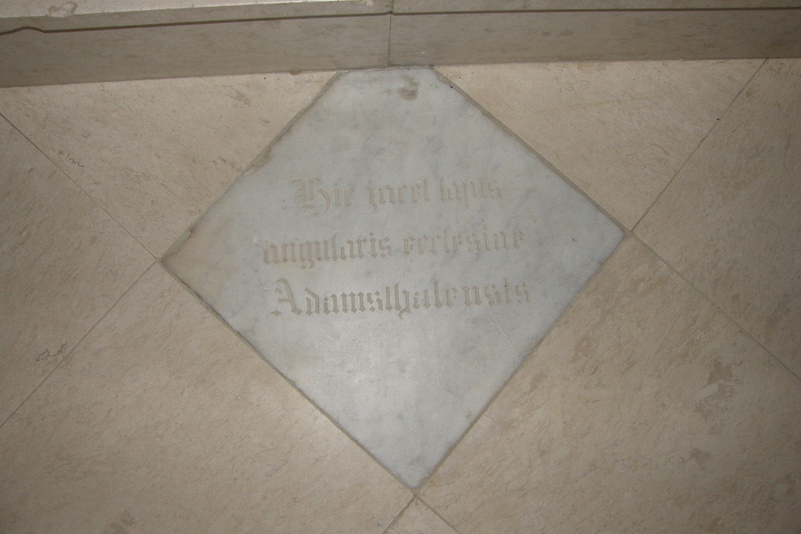 Hic jacet lapis
angularis ecclesiae
Adamsthalensis